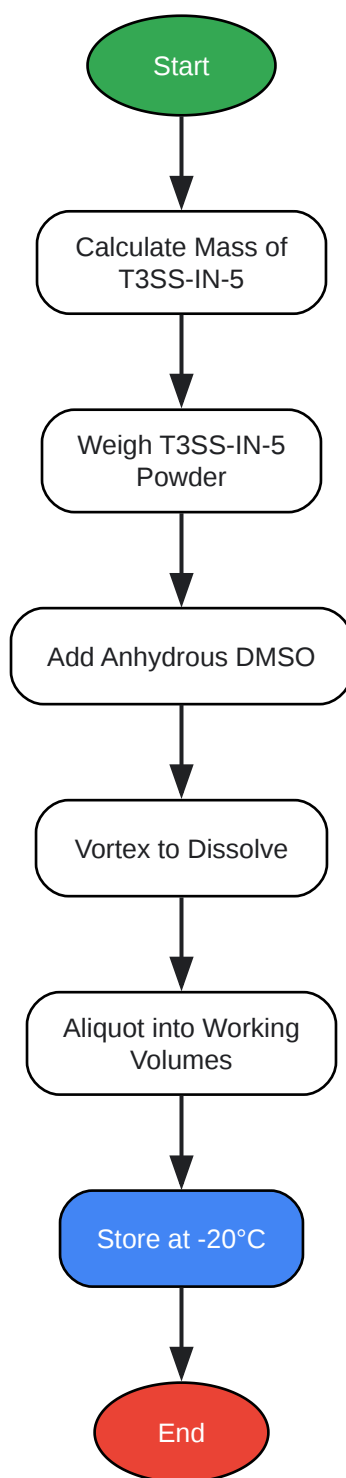 Start
Calculate Mass of
T3SS-IN-5
Weigh T3SS-IN-5
Powder
Add Anhydrous DMSO
Vortex to Dissolve
Aliquot into Working
Volumes
Store at -20°C
End